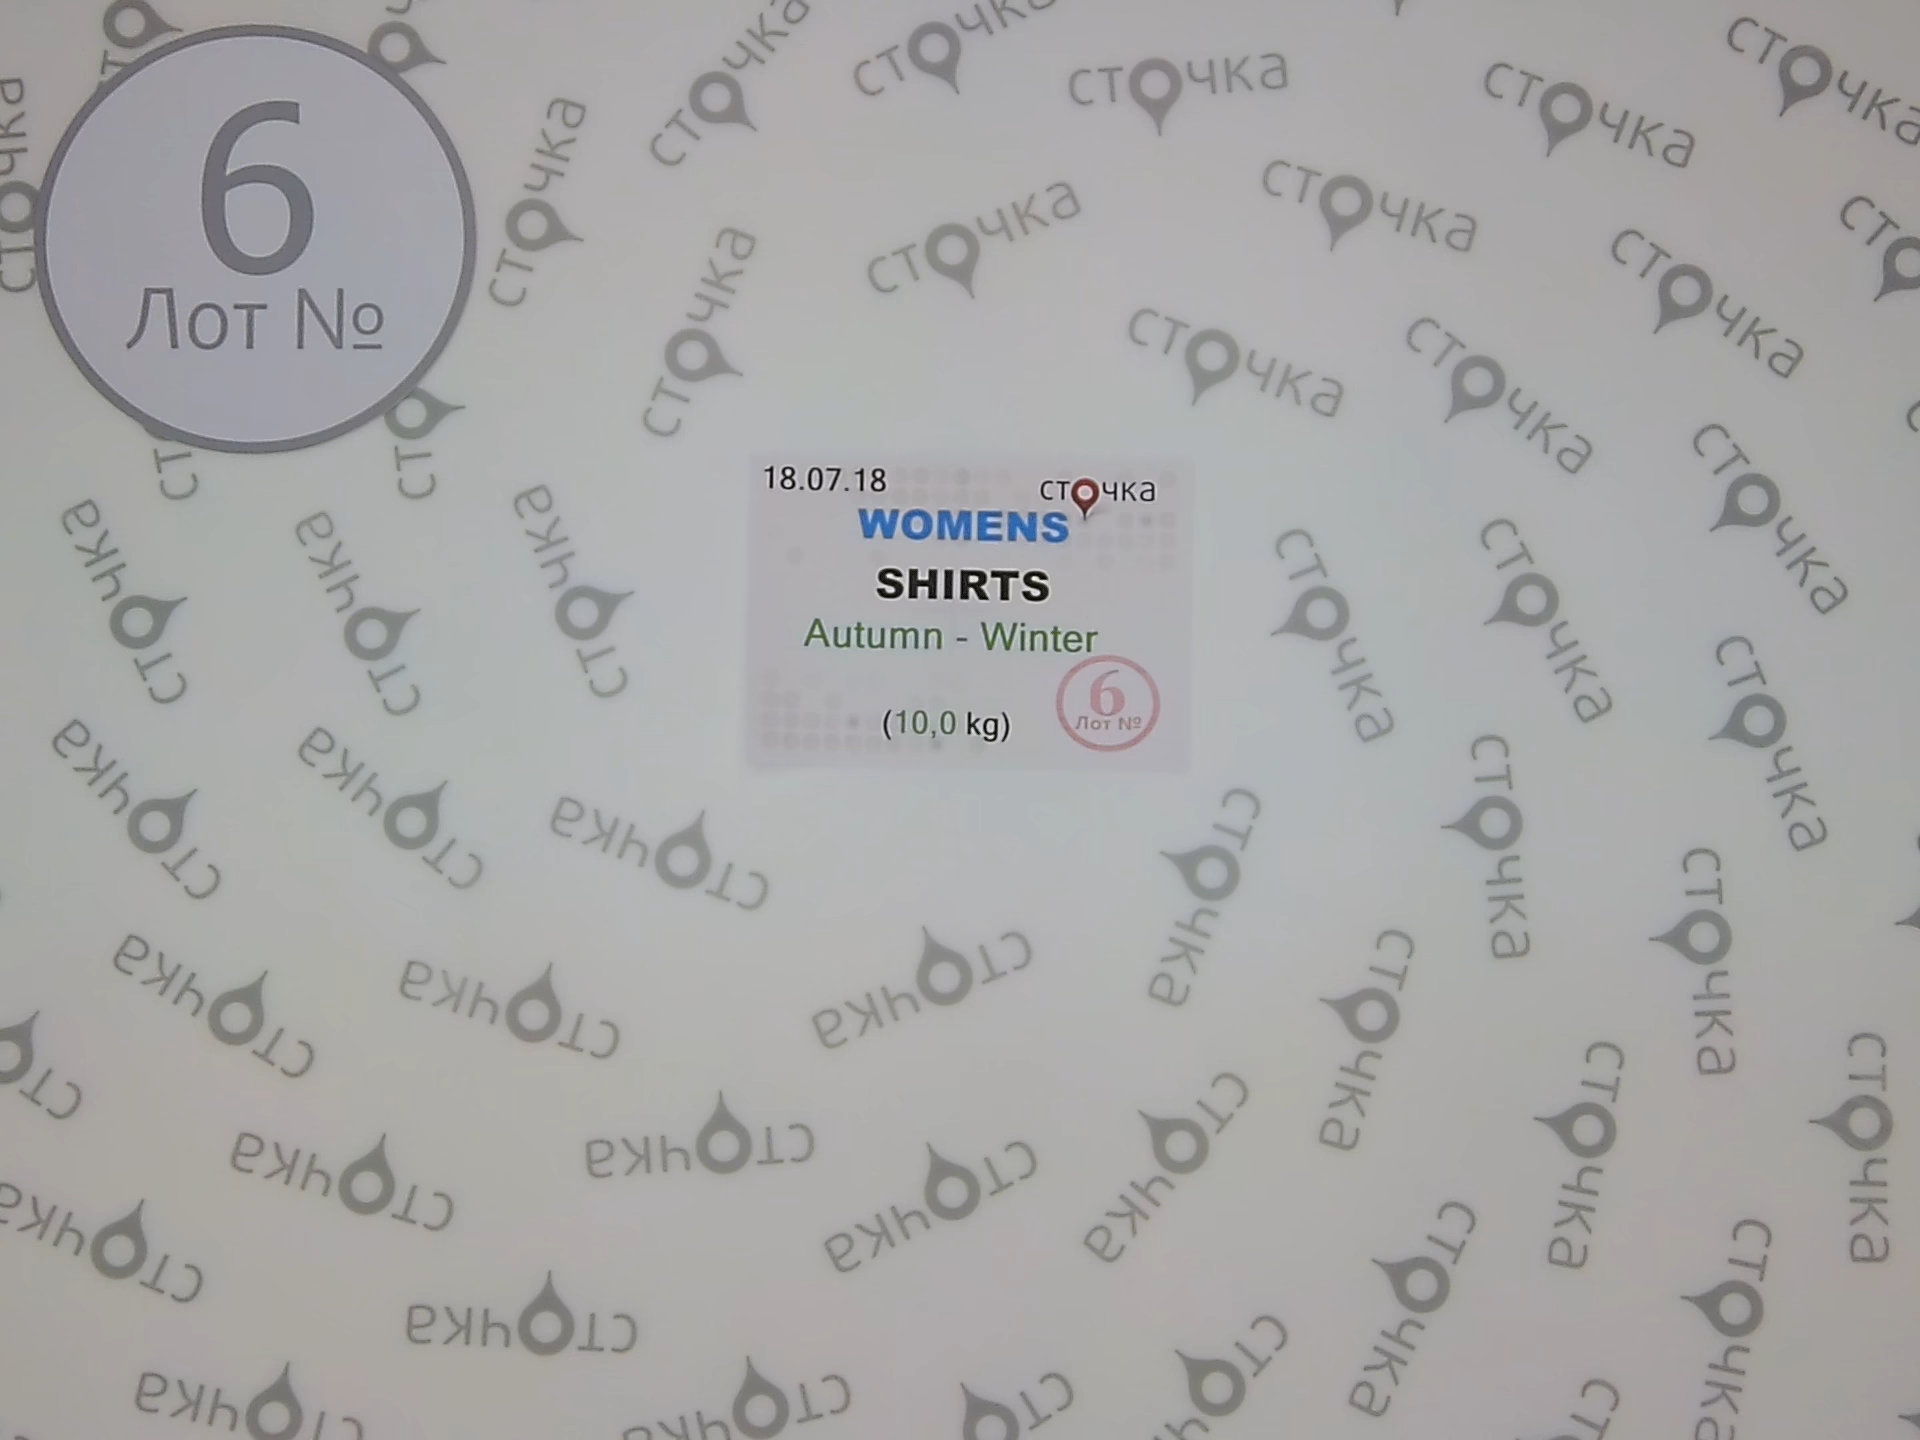 6
Лот №
18.07.18
сточка
WOMENS
SHIRTS
Autumn - Winter
(10,0 kg)
6
Лот №